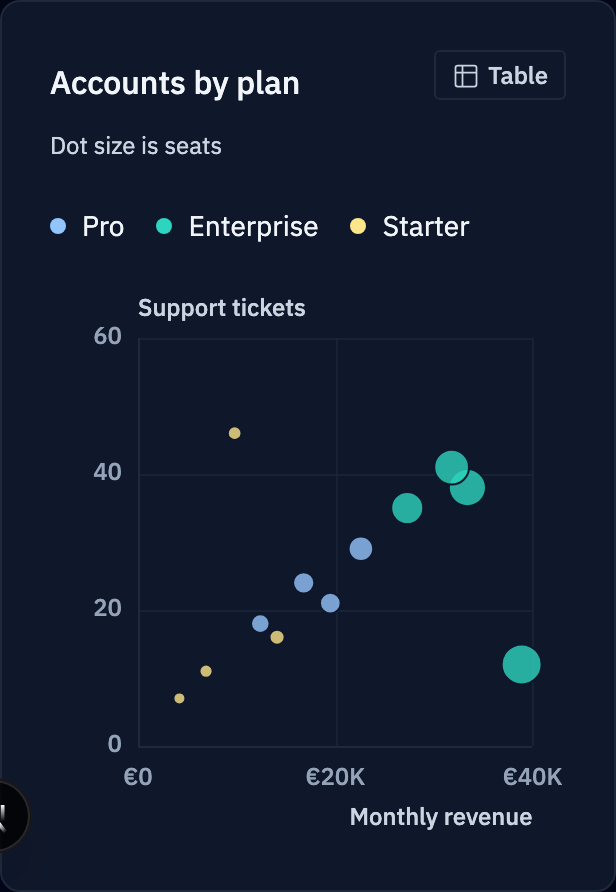 Accounts by plan
Table
Dot size is seats
Pro
Enterprise
Starter
Support tickets
60
40
20
0
€0
€20K
€40K
Monthly revenue